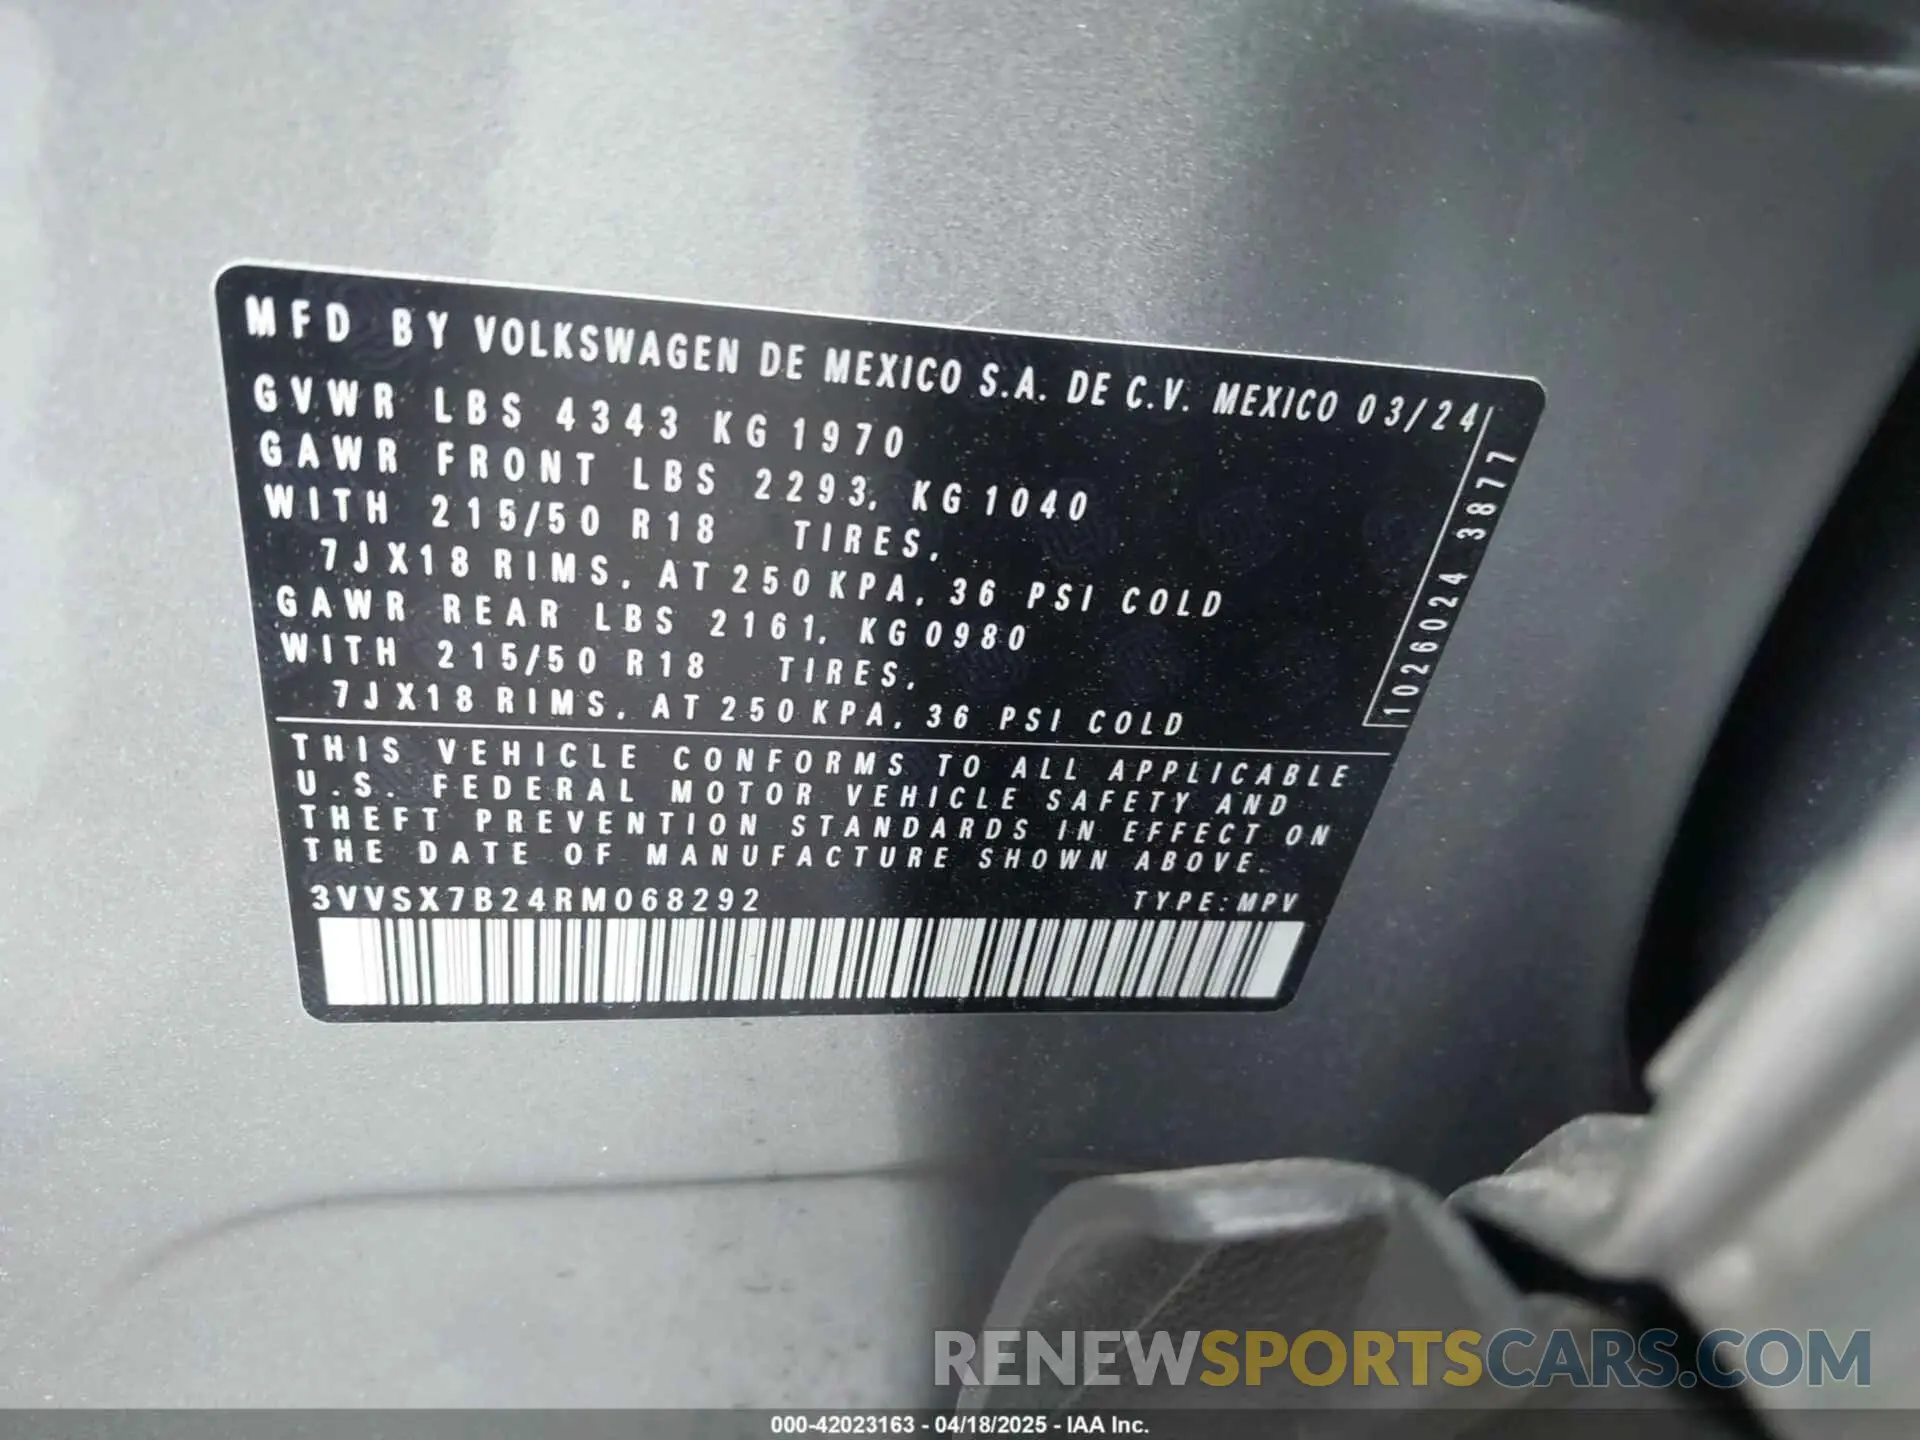 MFD BY VOLKSWAGEN DE MEXICO S.A. DE C.V. MEXICO 03/24
GVWR LBS 4343 KG 1970
GAWR FRONT LBS 2293, KG 1040
WITH 215/50 R18 TIRES,
7JX18 RIMS, AT 250 KPA, 36 PSI COLD
GAWR REAR LBS 2161, KG 0980
WITH 215/50 R18 TIRES,
7JX18 RIMS, AT 250 KPA, 36 PSI COLD
1026024 3877
THIS VEHICLE CONFORMS TO ALL APPLICABLE
U.S. FEDERAL MOTOR VEHICLE SAFETY AND
THEFT PREVENTION STANDARDS IN EFFECT ON
THE DATE OF MANUFACTURE SHOWN ABOVE.
3VVSX7B24RM068292 TYPE: MPV
RENEWSPORTSCARS.COM
000-42023163 - 04/18/2025 - IAA Inc.